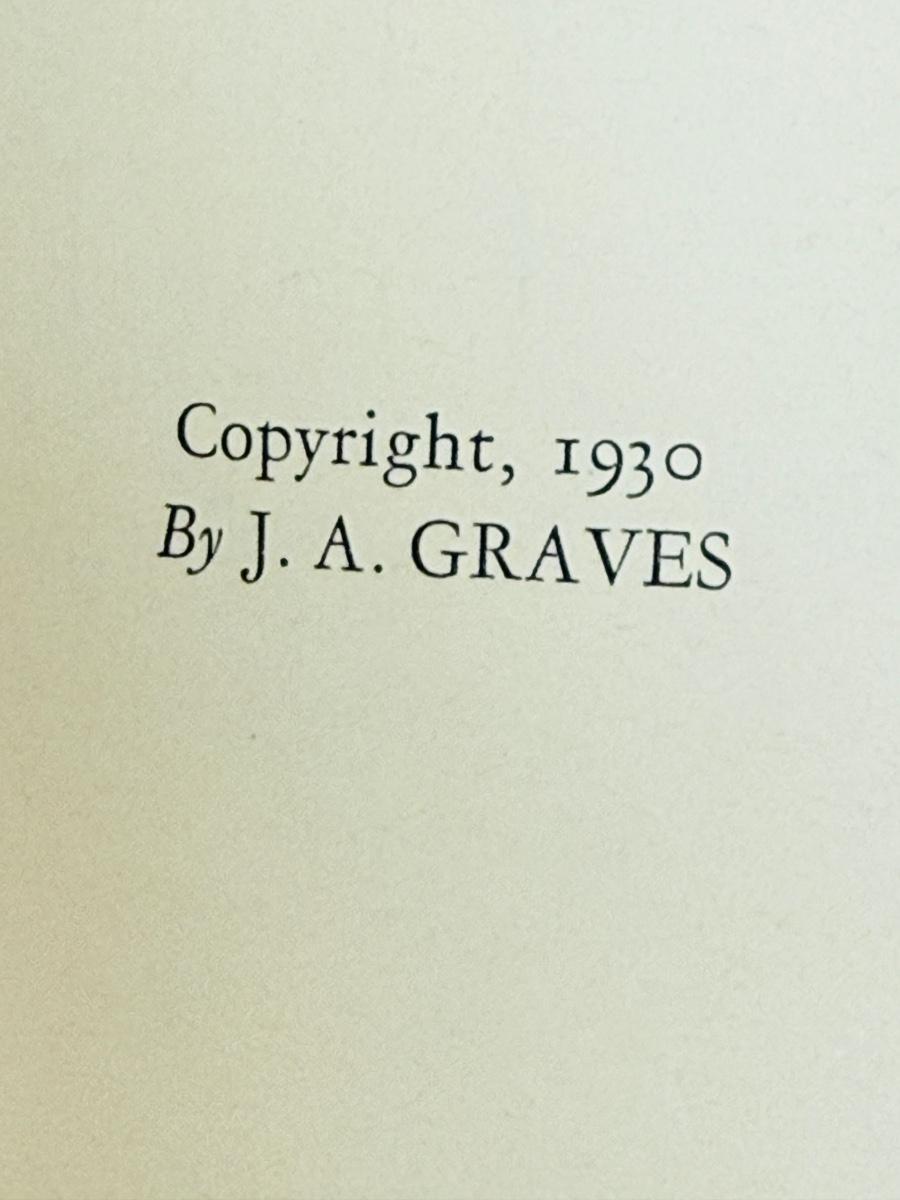 Copyright, 1930
By J. A. GRAVES